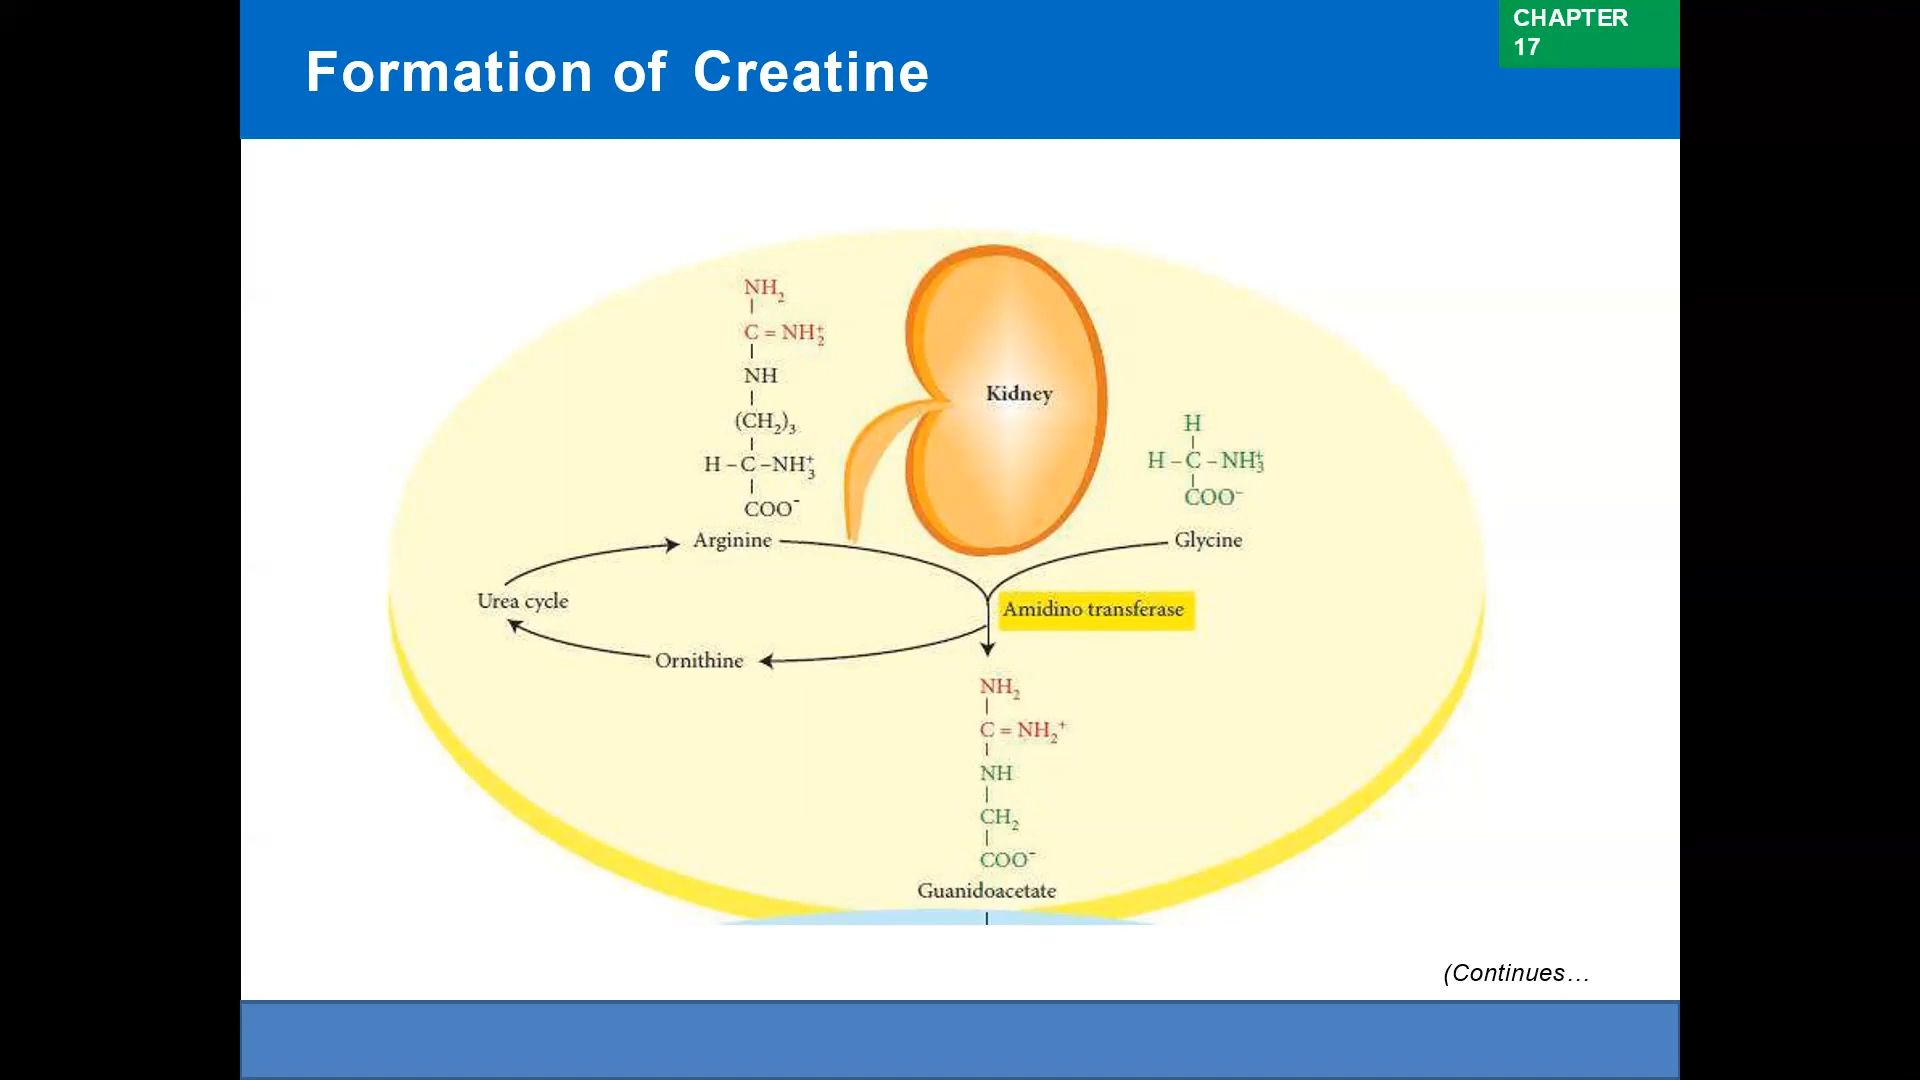 CHAPTER
17
Formation of Creatine
NH2
C = NH2+
NH
(CH2)3
H – C – NH3+
COO-
Arginine
Kidney
H
H – C – NH3+
COO-
Glycine
Urea cycle
Amidino transferase
Ornithine
NH2
C = NH2+
NH
CH2
COO-
Guanidoacetate
(Continues…